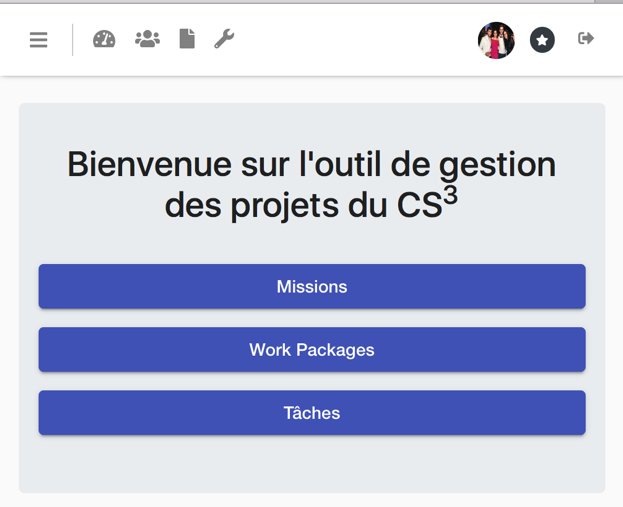 Bienvenue sur l'outil de gestion
des projets du CS³
Missions
Work Packages
Tâches